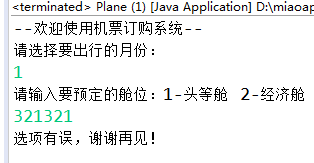 <terminated> Plane (1) [Java Application] D:\miaoap
--欢迎使用机票订购系统--
请选择要出行的月份：
1
请输入要预定的舱位：1-头等舱 2-经济舱
321321
选项有误，谢谢再见！